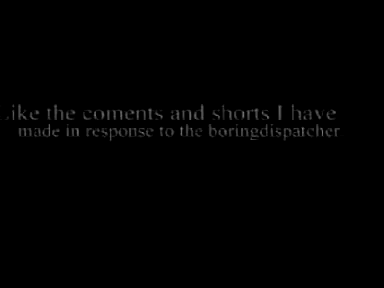 Like the coments and shorts I have
made in response to the boringdispatcher